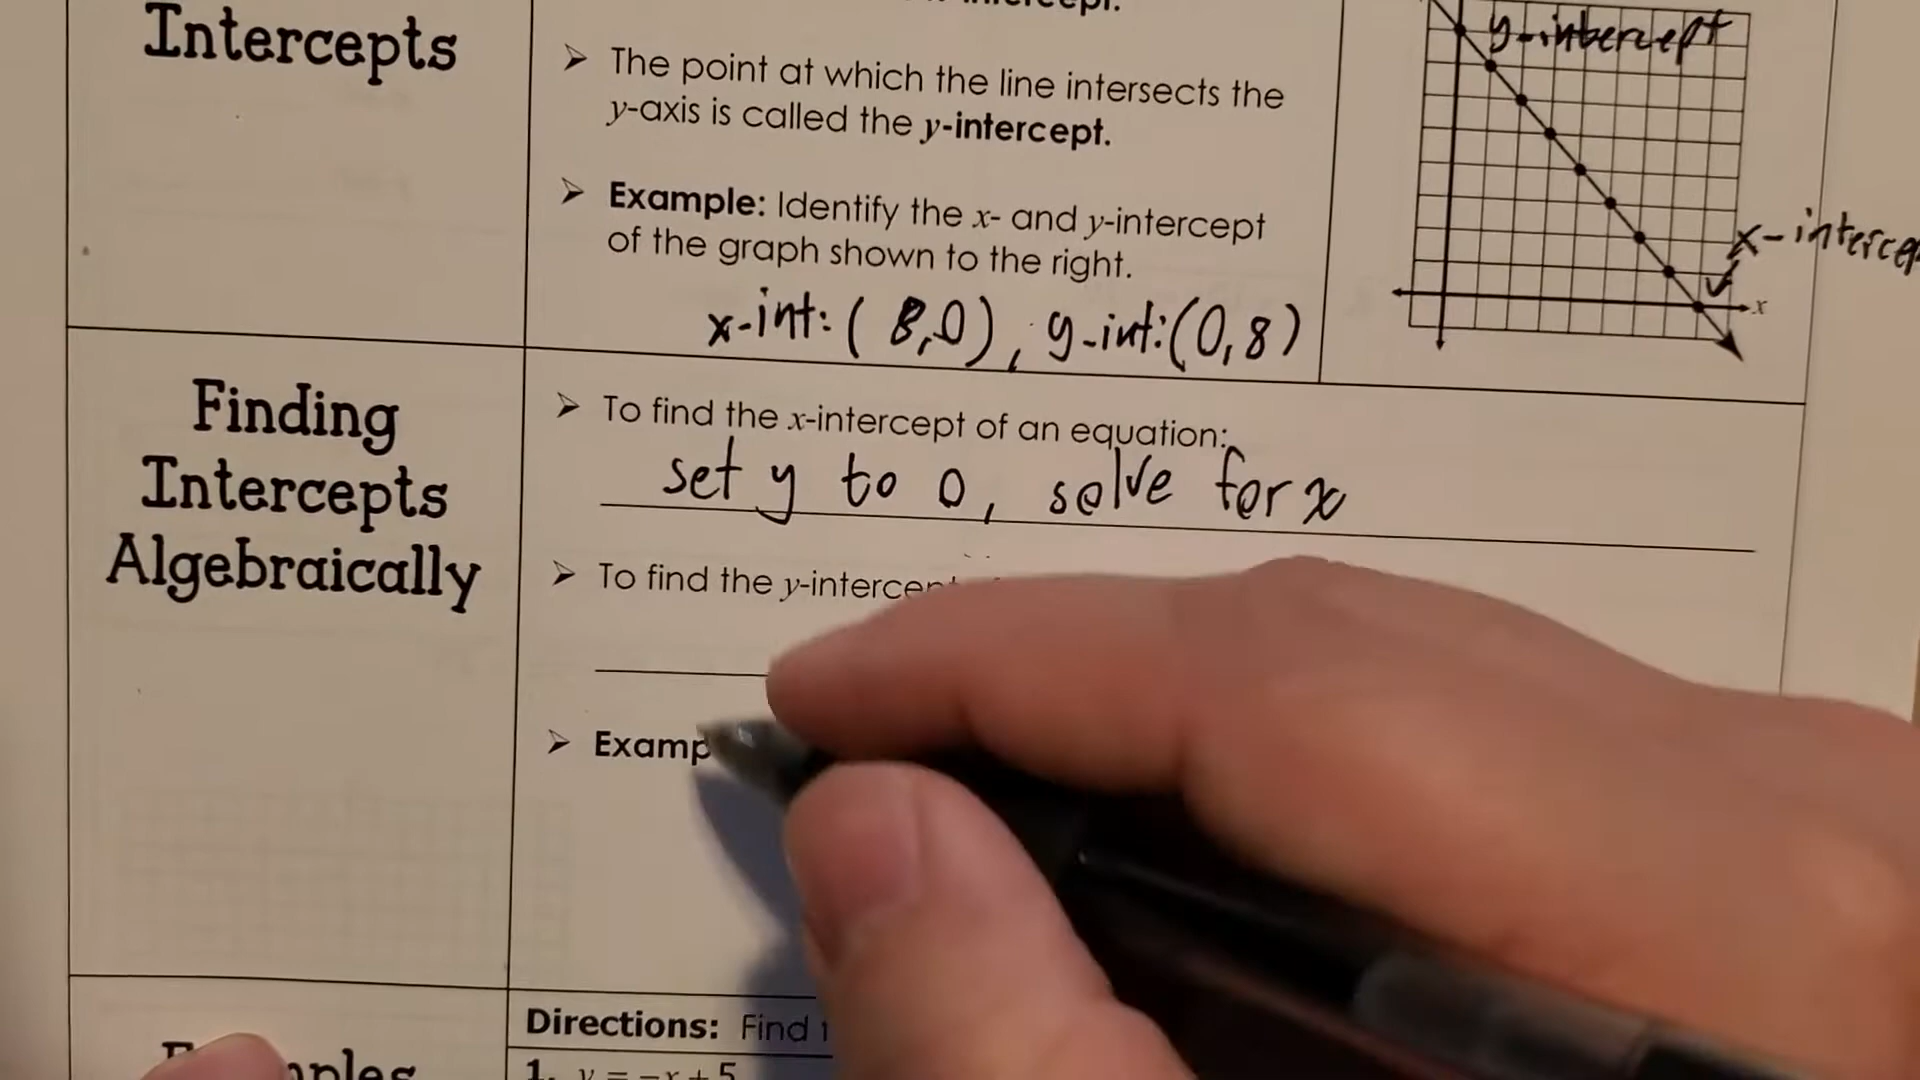 Intercepts
➢ The point at which the line intersects the
y-axis is called the y-intercept.
➢ Example: Identify the x- and y-intercept
of the graph shown to the right.
x-int: (8,0), y-int: (0,8)
y-intercept
x-intercep
x
Finding
Intercepts
Algebraically
➢ To find the x-intercept of an equation:
set y to 0, solve for x
➢ To find the y-intercept
➢ Examp
Directions: Find
1. y = -x + 5